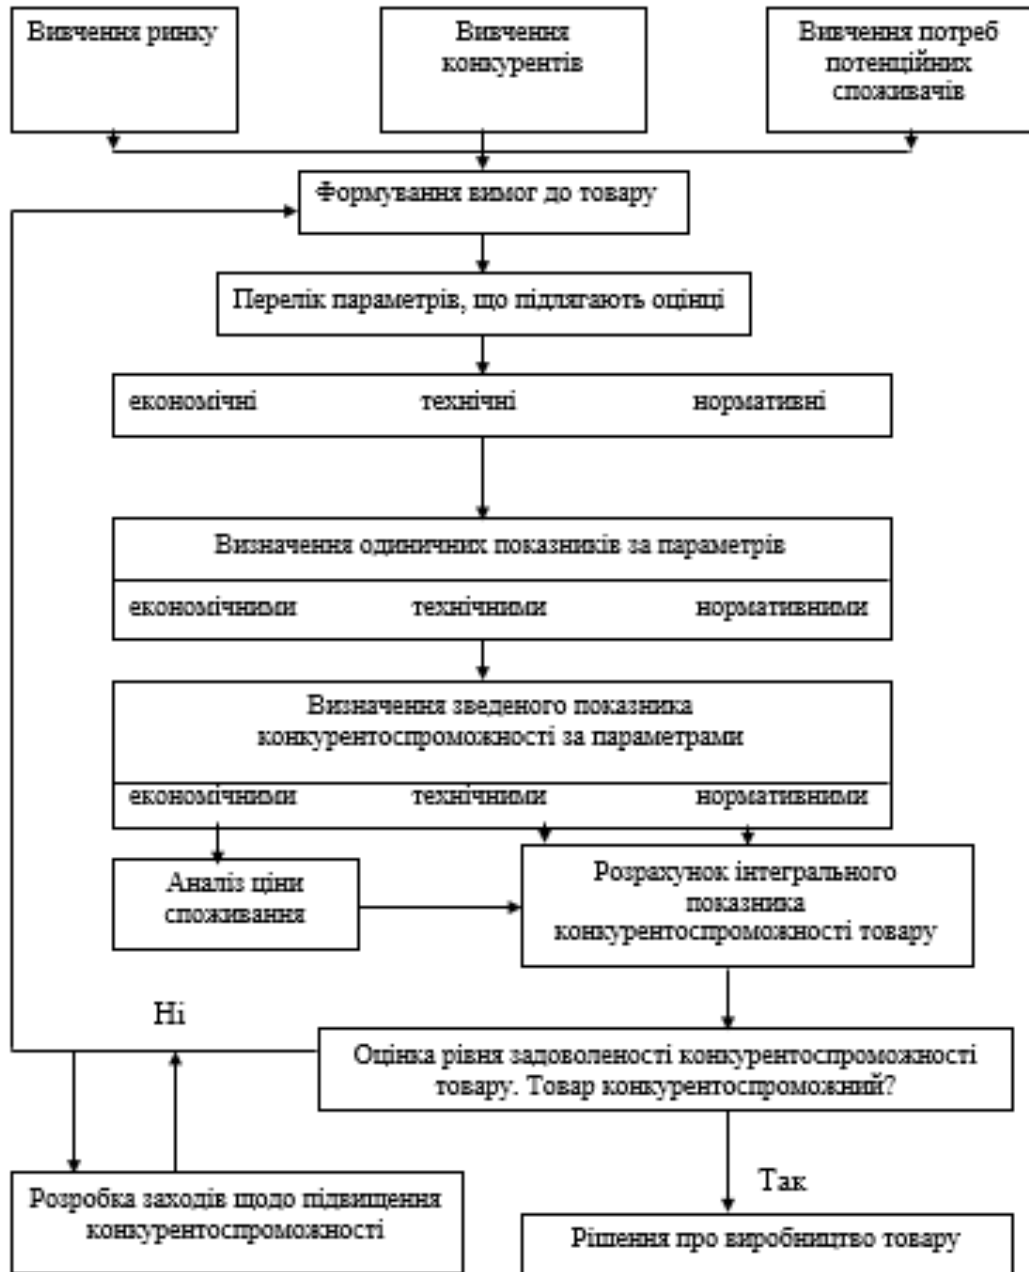 Вивчення ринку
Вивчення
конкурентів
Вивчення потреб
потенційних
споживачів
Формування вимог до товару
Перелік параметрів, що підлягають оцінці
економічні технічні нормативні
Визначення одиничних показників за параметрів
економічними технічними нормативними
Визначення зведеного показника
конкурентоспроможності за параметрами
економічними технічними нормативними
Аналіз ціни
споживання
Розрахунок інтегрального
показника
конкурентоспроможності товару
Ні
Оцінка рівня задоволеності конкурентоспроможності
товару. Товар конкурентоспроможний?
Так
Розробка заходів щодо підвищення
конкурентоспроможності
Рішення про виробництво товару